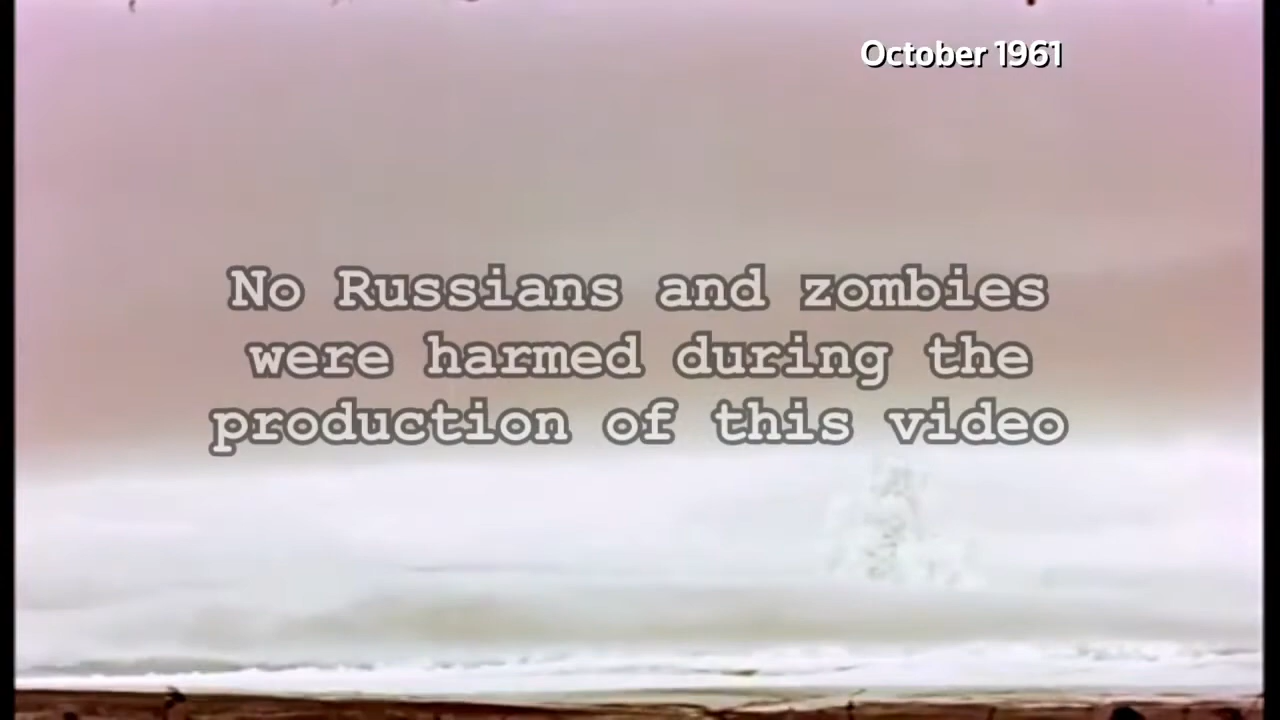 October 1961
No Russians and zombies
were harmed during the
production of this video